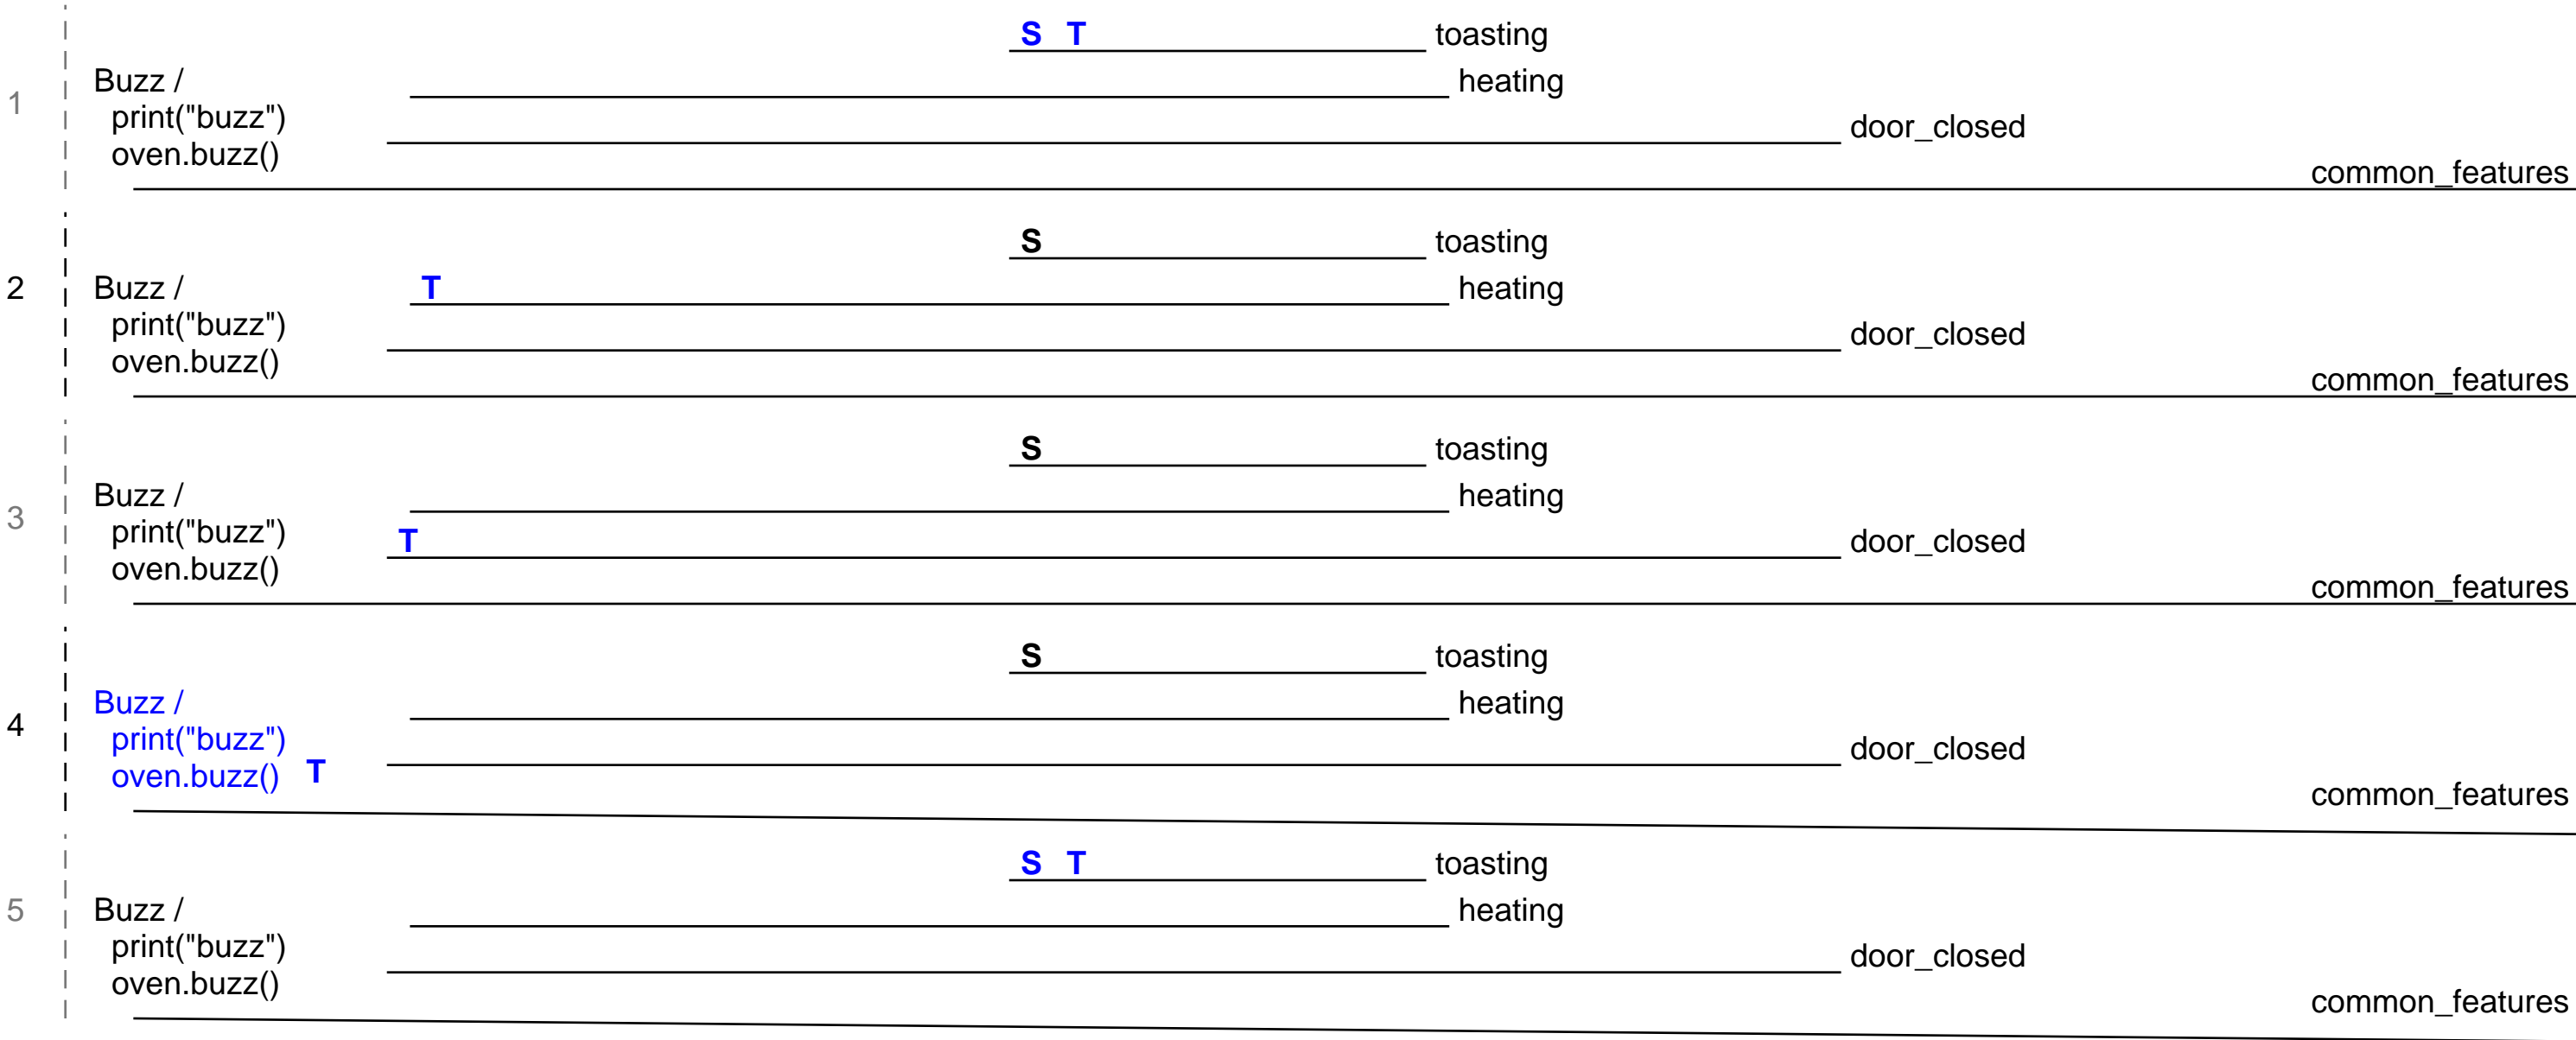 S T toasting
1 Buzz / heating
print("buzz") door_closed
oven.buzz()
common_features
S toasting
2 Buzz / T heating
print("buzz") door_closed
oven.buzz()
common_features
S toasting
3 Buzz / heating
print("buzz") T door_closed
oven.buzz()
common_features
S toasting
4 Buzz / heating
print("buzz") door_closed
oven.buzz() T
common_features
S T toasting
5 Buzz / heating
print("buzz") door_closed
oven.buzz()
common_features